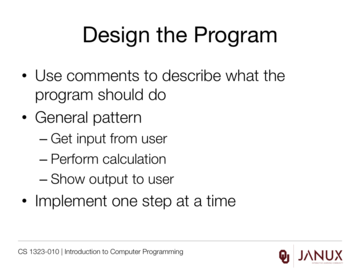 Design the Program
• Use comments to describe what the
program should do
• General pattern
– Get input from user
– Perform calculation
– Show output to user
• Implement one step at a time
CS 1323-010 | Introduction to Computer Programming
JANUX